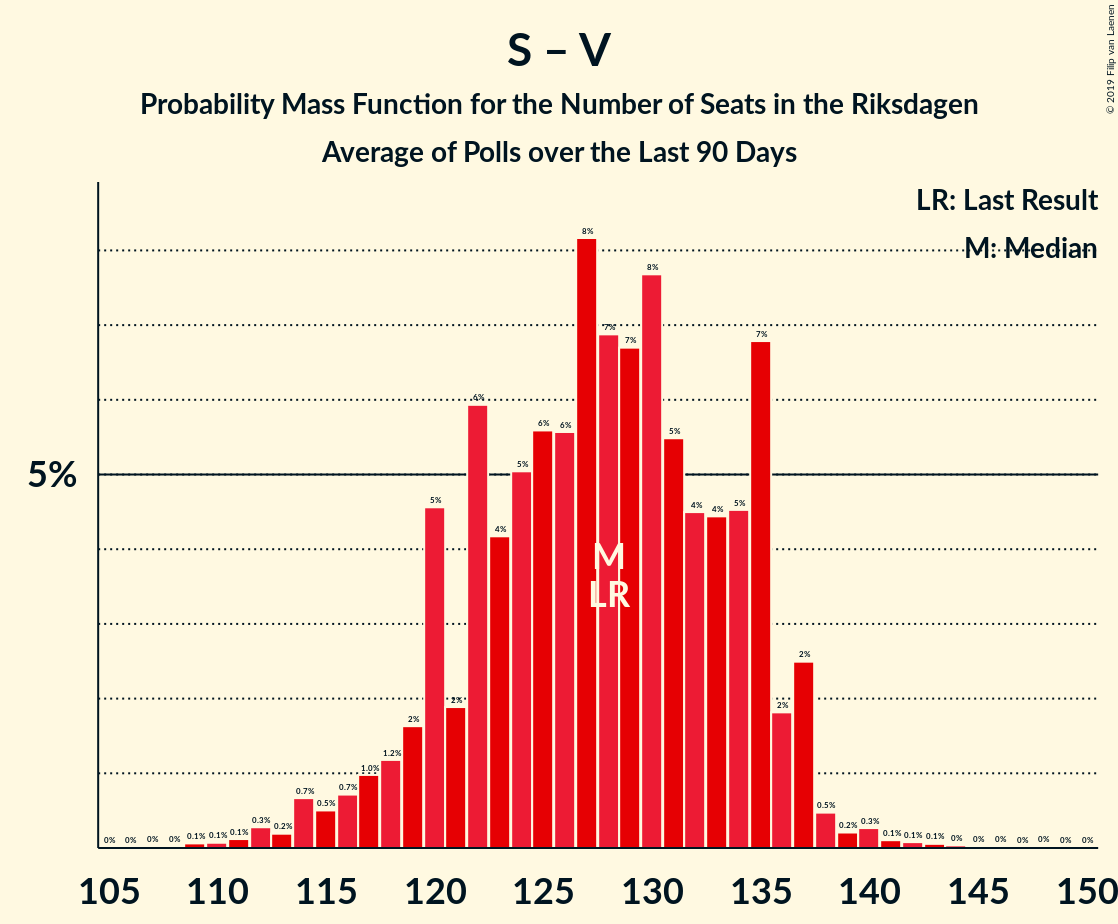 S – V
Probability Mass Function for the Number of Seats in the Riksdagen
Average of Polls over the Last 90 Days
© 2019 Filip van Laenen
LR: Last Result
M: Median
5%
0% 0% 0% 0% 0.1% 0.1% 0.1% 0.3% 0.2% 0.7% 0.5% 0.7% 1.0% 1.2% 2% 5% 2% 6% 4% 5% 6% 6% 8% 7% 7% 8% 5% 4% 4% 5% 7% 2% 2% 0.5% 0.2% 0.3% 0.1% 0.1% 0.1% 0% 0% 0% 0% 0% 0% 0%
M
LR
105 110 115 120 125 130 135 140 145 150